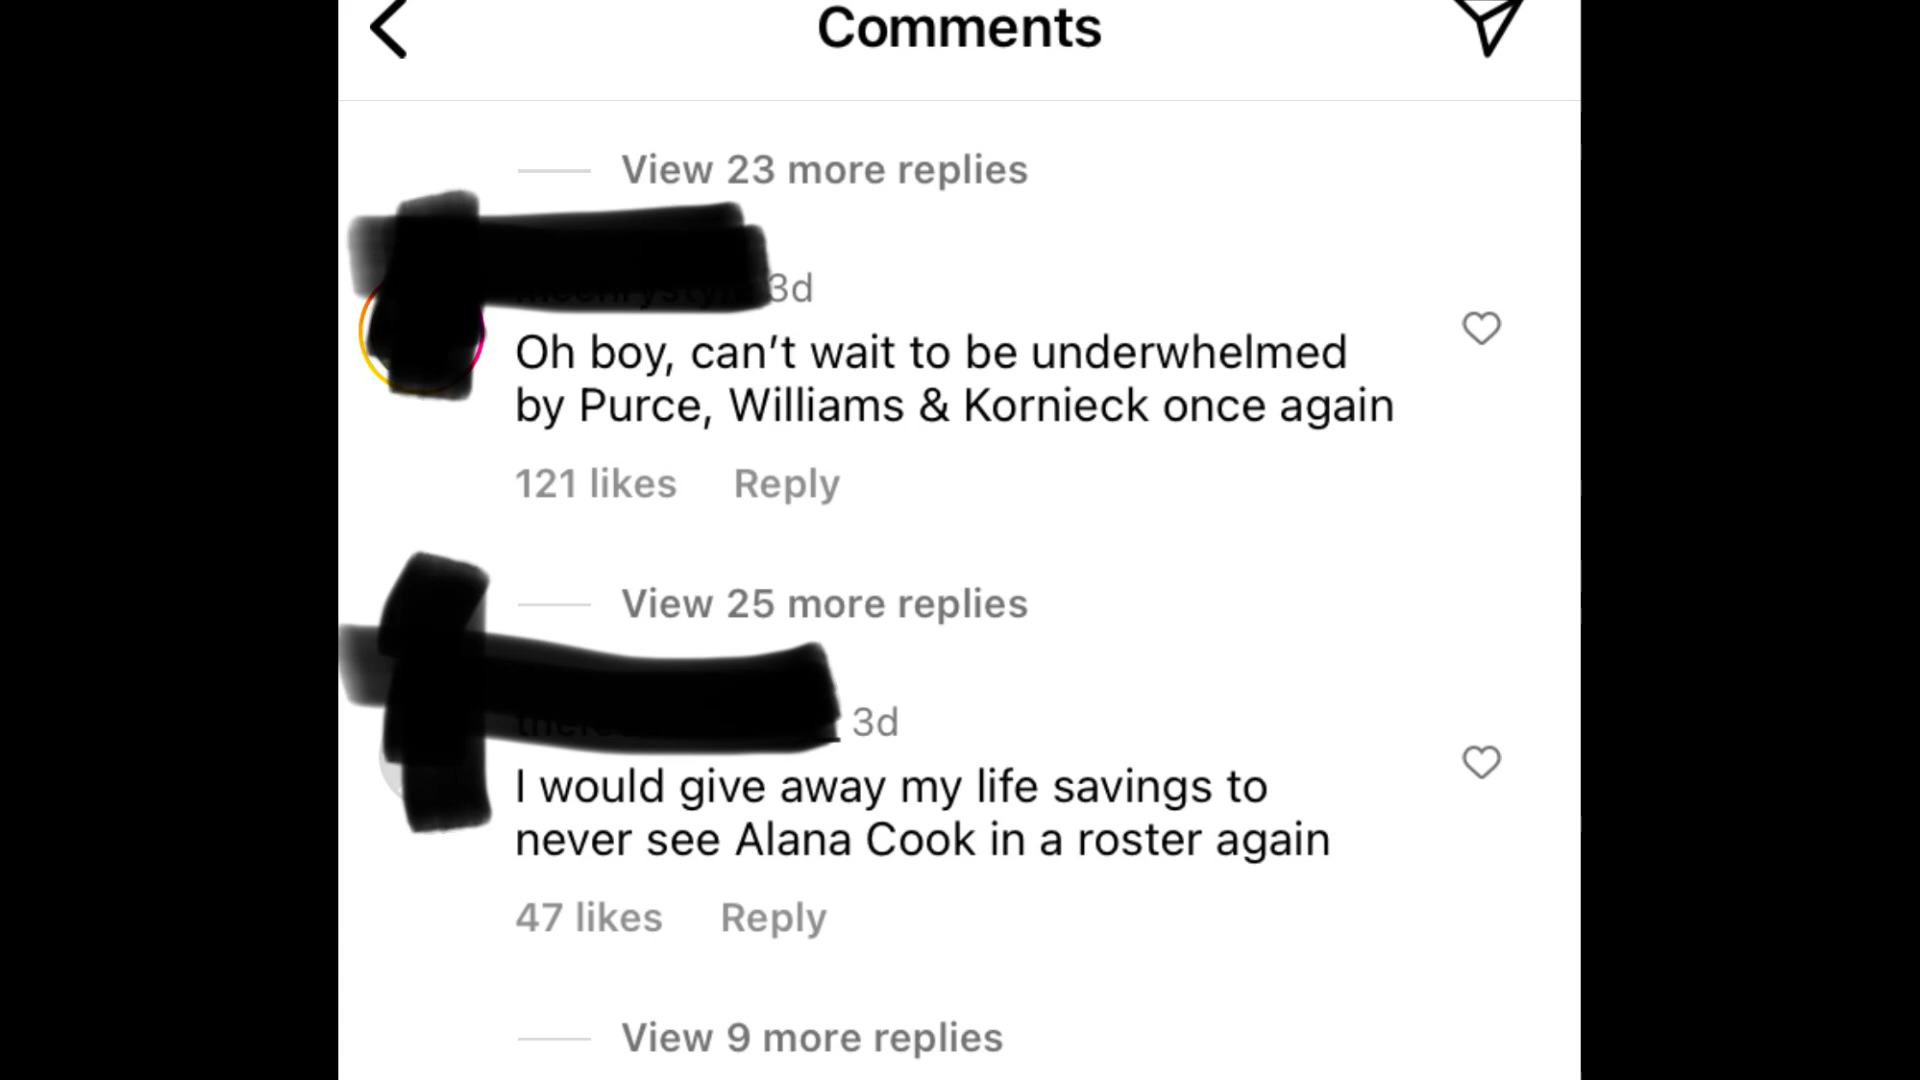 Comments
View 23 more replies
3d
Oh boy, can’t wait to be underwhelmed
by Purce, Williams & Kornieck once again
121 likes Reply
View 25 more replies
3d
I would give away my life savings to
never see Alana Cook in a roster again
47 likes Reply
View 9 more replies